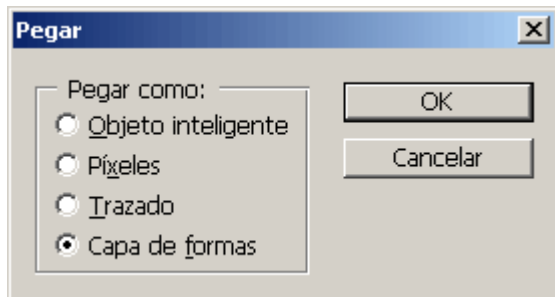 Pegar
Pegar como:
Objeto inteligente
Píxeles
Trazado
Capa de formas
OK
Cancelar